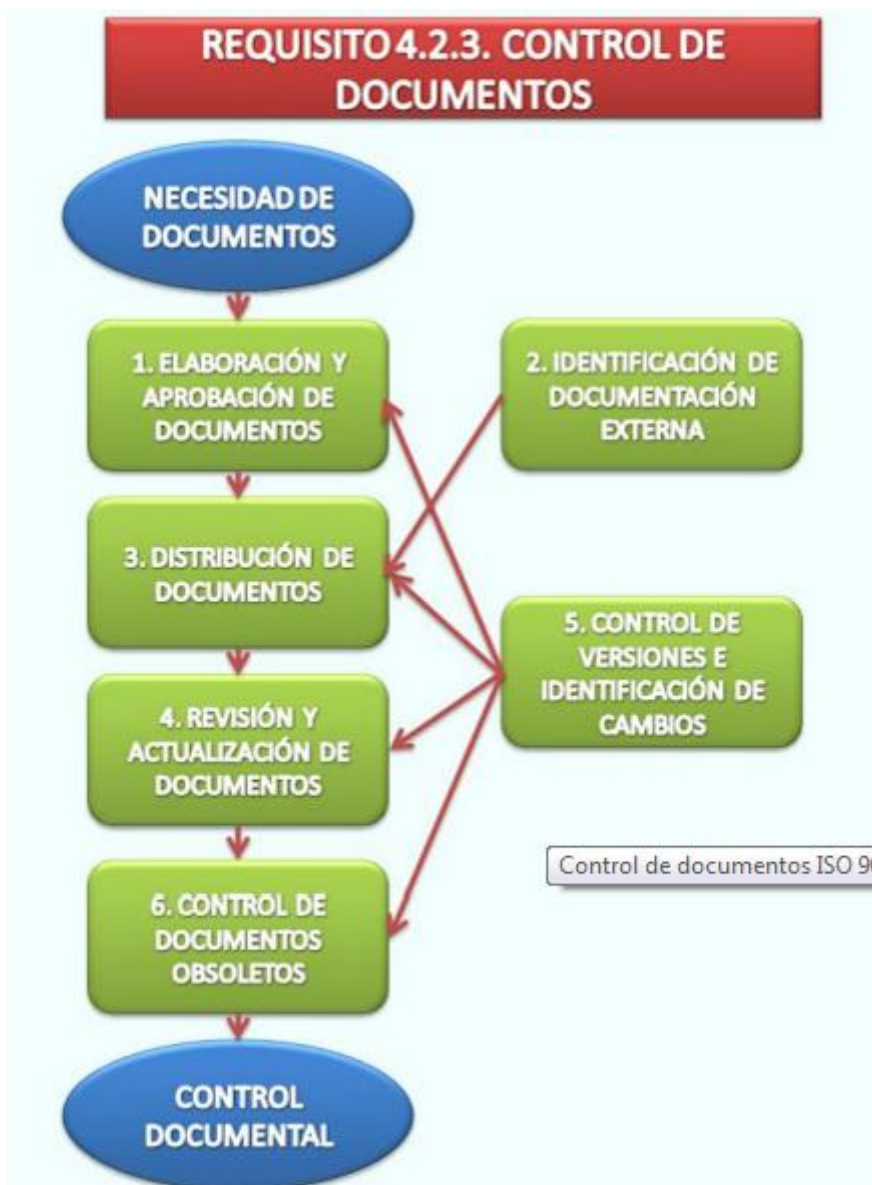 REQUISITO 4.2.3. CONTROL DE
DOCUMENTOS
NECESIDAD DE
DOCUMENTOS
1. ELABORACIÓN Y
APROBACIÓN DE
DOCUMENTOS
2. IDENTIFICACIÓN DE
DOCUMENTACIÓN
EXTERNA
3. DISTRIBUCIÓN DE
DOCUMENTOS
5. CONTROL DE
VERSIONES E
IDENTIFICACIÓN DE
CAMBIOS
4. REVISIÓN Y
ACTUALIZACIÓN DE
DOCUMENTOS
Control de documentos ISO 90
6. CONTROL DE
DOCUMENTOS
OBSOLETOS
CONTROL
DOCUMENTAL